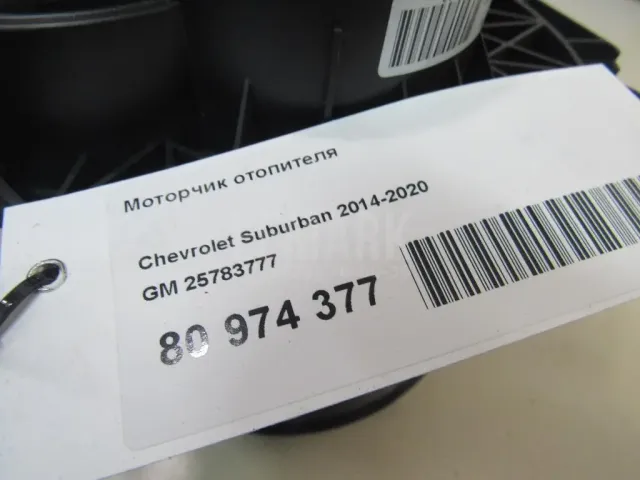 Моторчик отопителя
Chevrolet Suburban 2014-2020
GM 25783777
80 974 377